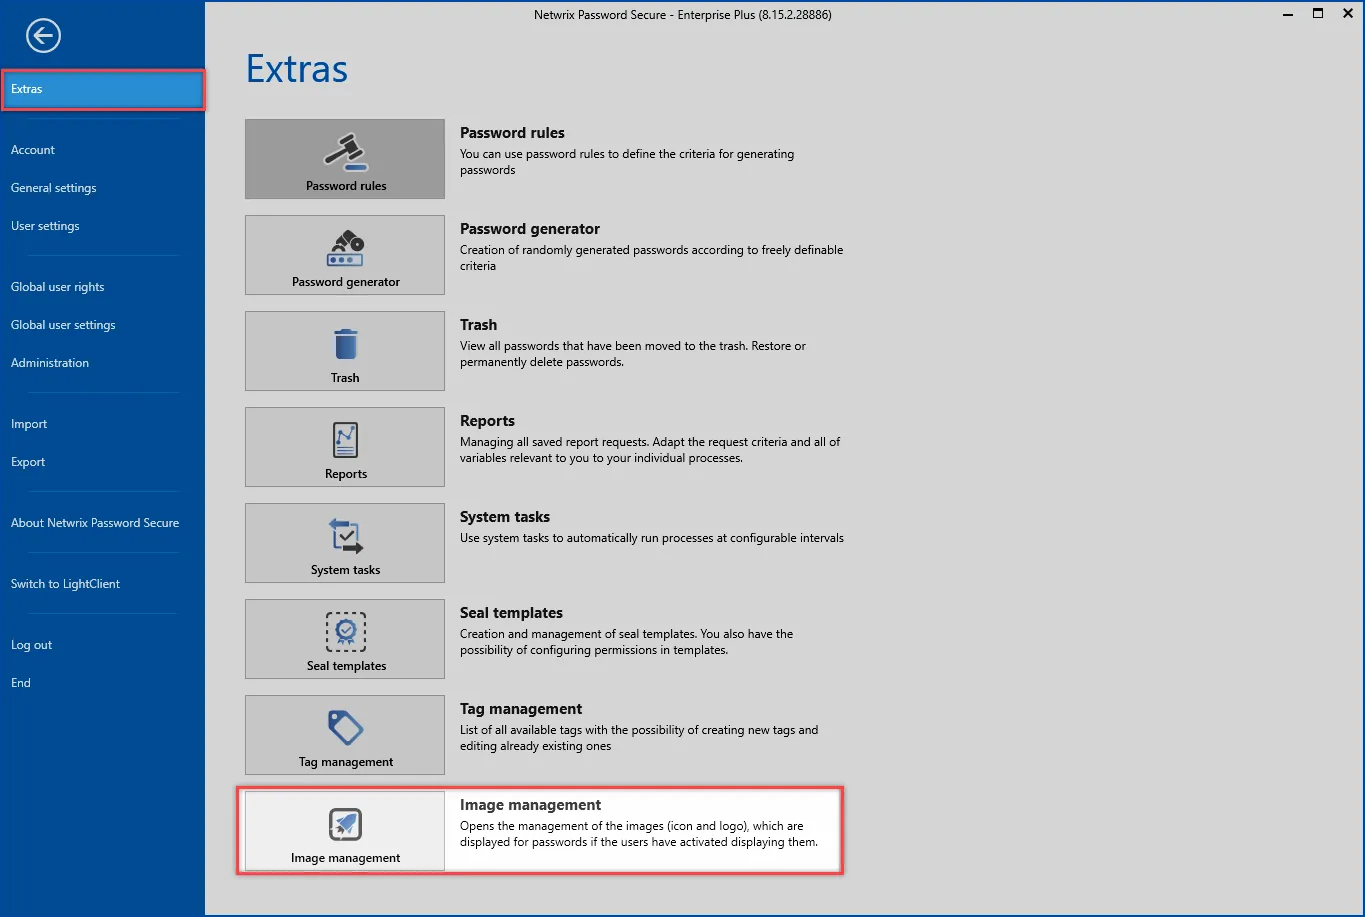 Netwrix Password Secure - Enterprise Plus (8.15.2.28886)
Extras
Account
General settings
User settings
Global user rights
Global user settings
Administration
Import
Export
About Netwrix Password Secure
Switch to LightClient
Log out
End
Extras
Password rules
Password rules
You can use password rules to define the criteria for generating
passwords
Password generator
Password generator
Creation of randomly generated passwords according to freely definable
criteria
Trash
Trash
View all passwords that have been moved to the trash. Restore or
permanently delete passwords.
Reports
Reports
Managing all saved report requests. Adapt the request criteria and all of
variables relevant to you to your individual processes.
System tasks
System tasks
Use system tasks to automatically run processes at configurable intervals
Seal templates
Seal templates
Creation and management of seal templates. You also have the
possibility of configuring permissions in templates.
Tag management
Tag management
List of all available tags with the possibility of creating new tags and
editing already existing ones
Image management
Image management
Opens the management of the images (icon and logo), which are
displayed for passwords if the users have activated displaying them.